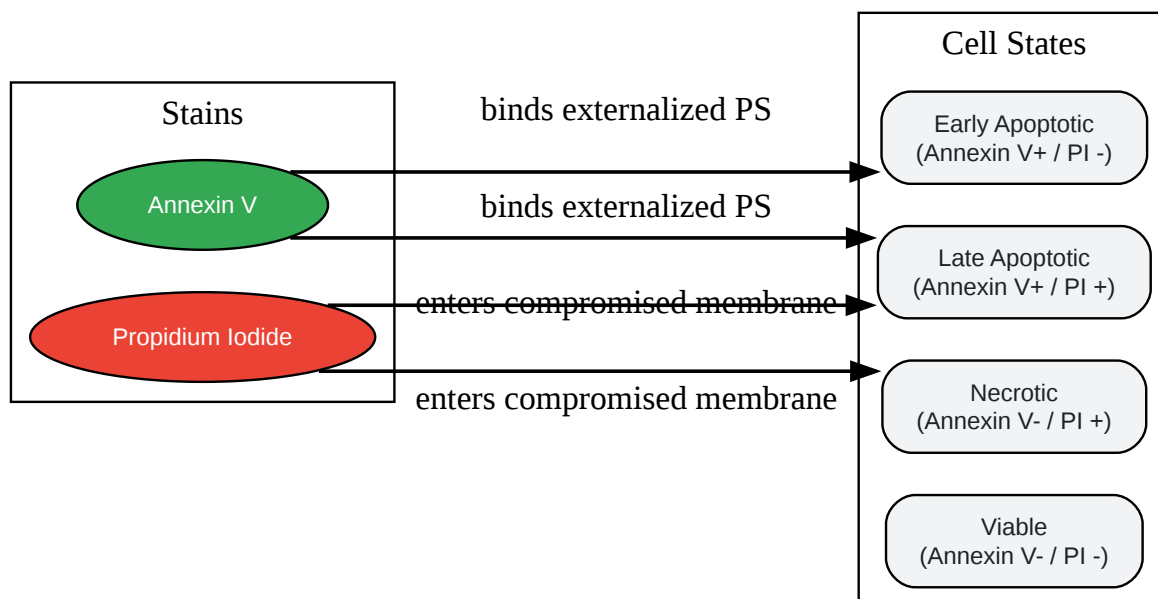 Stains
Annexin V
Propidium Iodide
binds externalized PS
binds externalized PS
enters compromised membrane
enters compromised membrane
Cell States
Early Apoptotic
(Annexin V+ / PI -)
Late Apoptotic
(Annexin V+ / PI +)
Necrotic
(Annexin V- / PI +)
Viable
(Annexin V- / PI -)